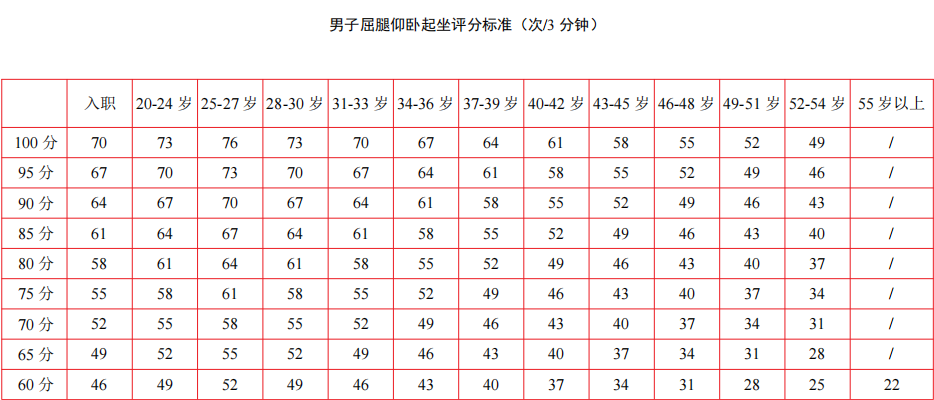 男子屈腿仰卧起坐评分标准（次/3 分钟）
入职 20-24 岁 25-27 岁 28-30 岁 31-33 岁 34-36 岁 37-39 岁 40-42 岁 43-45 岁 46-48 岁 49-51 岁 52-54 岁 55 岁以上
100 分 70 73 76 73 70 67 64 61 58 55 52 49 /
95 分 67 70 73 70 67 64 61 58 55 52 49 46 /
90 分 64 67 70 67 64 61 58 55 52 49 46 43 /
85 分 61 64 67 64 61 58 55 52 49 46 43 40 /
80 分 58 61 64 61 58 55 52 49 46 43 40 37 /
75 分 55 58 61 58 55 52 49 46 43 40 37 34 /
70 分 52 55 58 55 52 49 46 43 40 37 34 31 /
65 分 49 52 55 52 49 46 43 40 37 34 31 28 /
60 分 46 49 52 49 46 43 40 37 34 31 28 25 22